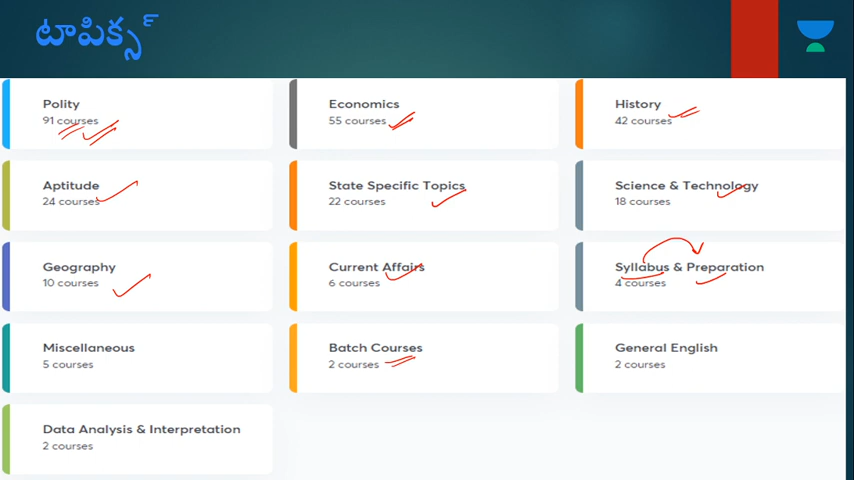 టాపిక్స్
Polity
91 courses
Economics
55 courses
History
42 courses
Aptitude
24 courses
State Specific Topics
22 courses
Science & Technology
18 courses
Geography
10 courses
Current Affairs
6 courses
Syllabus & Preparation
4 courses
Miscellaneous
5 courses
Batch Courses
2 courses
General English
2 courses
Data Analysis & Interpretation
2 courses